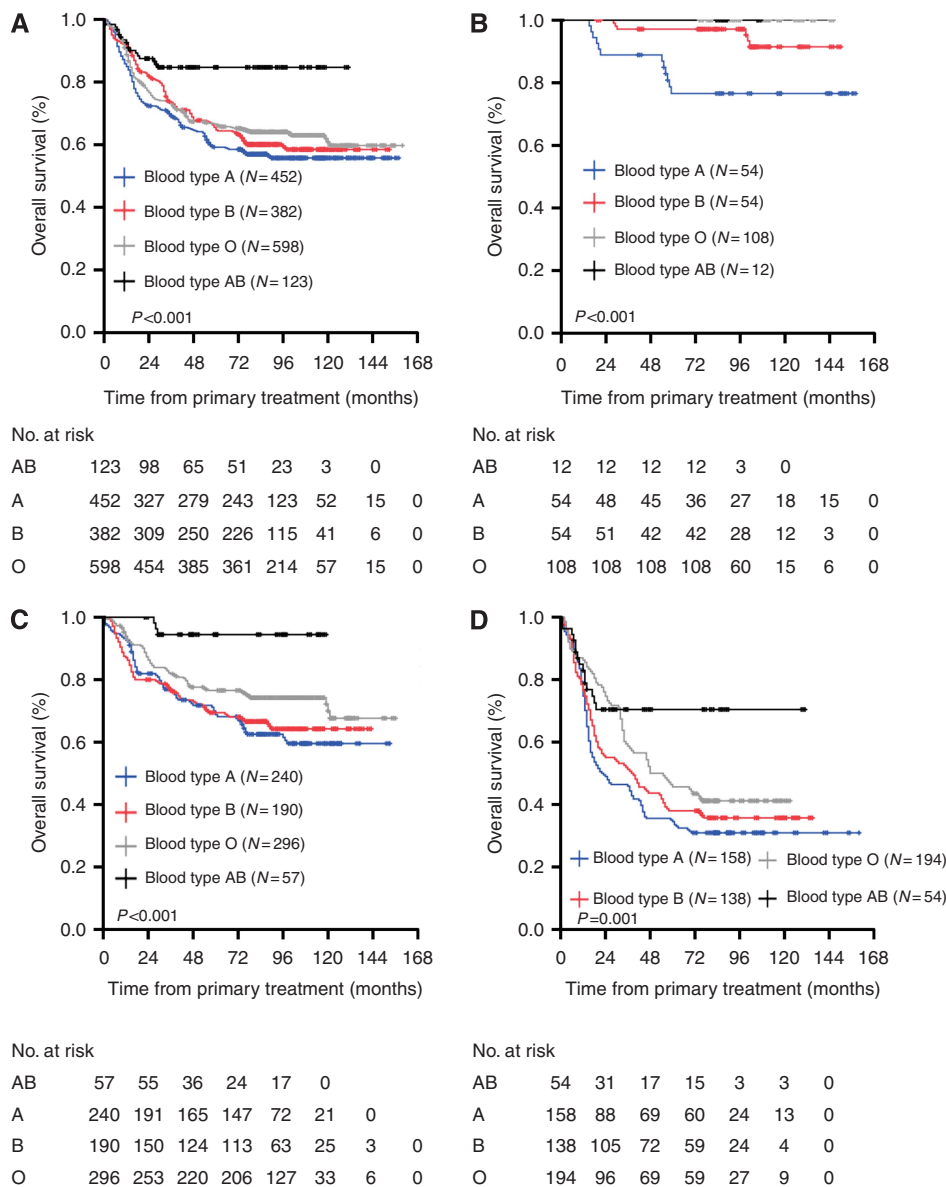 A
Overall survival (%)
1.0
0.8
0.6
0.4
0.2
0.0
Blood type A (N=452)
Blood type B (N=382)
Blood type O (N=598)
Blood type AB (N=123)
P<0.001
0 24 48 72 96 120 144 168
Time from primary treatment (months)
No. at risk
AB 123 98 65 51 23 3 0
A 452 327 279 243 123 52 15 0
B 382 309 250 226 115 41 6 0
O 598 454 385 361 214 57 15 0
B
Overall survival (%)
1.0
0.8
0.6
0.4
0.2
0.0
Blood type A (N=54)
Blood type B (N=54)
Blood type O (N=108)
Blood type AB (N=12)
P<0.001
0 24 48 72 96 120 144 168
Time from primary treatment (months)
No. at risk
AB 12 12 12 12 3 0
A 54 48 45 36 27 18 15 0
B 54 51 42 42 28 12 3 0
O 108 108 108 108 60 15 6 0
C
Overall survival (%)
1.0
0.8
0.6
0.4
0.2
0.0
Blood type A (N=240)
Blood type B (N=190)
Blood type O (N=296)
Blood type AB (N=57)
P<0.001
0 24 48 72 96 120 144 168
Time from primary treatment (months)
No. at risk
AB 57 55 36 24 17 0
A 240 191 165 147 72 21 0
B 190 150 124 113 63 25 3 0
O 296 253 220 206 127 33 6 0
D
Overall survival (%)
1.0
0.8
0.6
0.4
0.2
0.0
Blood type A (N=158) Blood type O (N=194)
Blood type B (N=138) Blood type AB (N=54)
P=0.001
0 24 48 72 96 120 144 168
Time from primary treatment (months)
No. at risk
AB 54 31 17 15 3 3 0
A 158 88 69 60 24 13 0
B 138 105 72 59 24 4 0
O 194 96 69 59 27 9 0